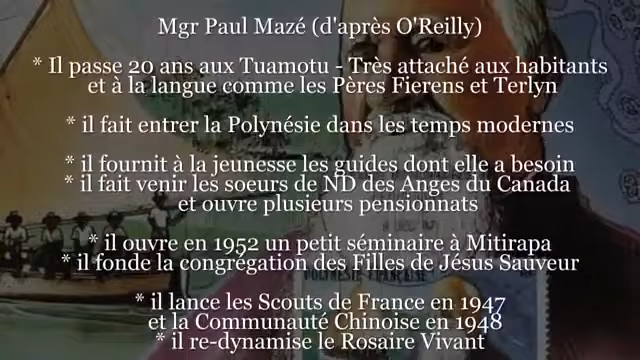 Mgr Paul Mazé (d'après O'Reilly)
* Il passe 20 ans aux Tuamotu - Très attaché aux habitants
et à la langue comme les Pères Fierens et Terlyn
* il fait entrer la Polynésie dans les temps modernes
* il fournit à la jeunesse les guides dont elle a besoin
* il fait venir les soeurs de ND des Anges du Canada
et ouvre plusieurs pensionnats
* il ouvre en 1952 un petit séminaire à Mitirapa
* il fonde la congrégation des Filles de Jésus Sauveur
* il lance les Scouts de France en 1947
et la Communauté Chinoise en 1948
* il re-dynamise le Rosaire Vivant